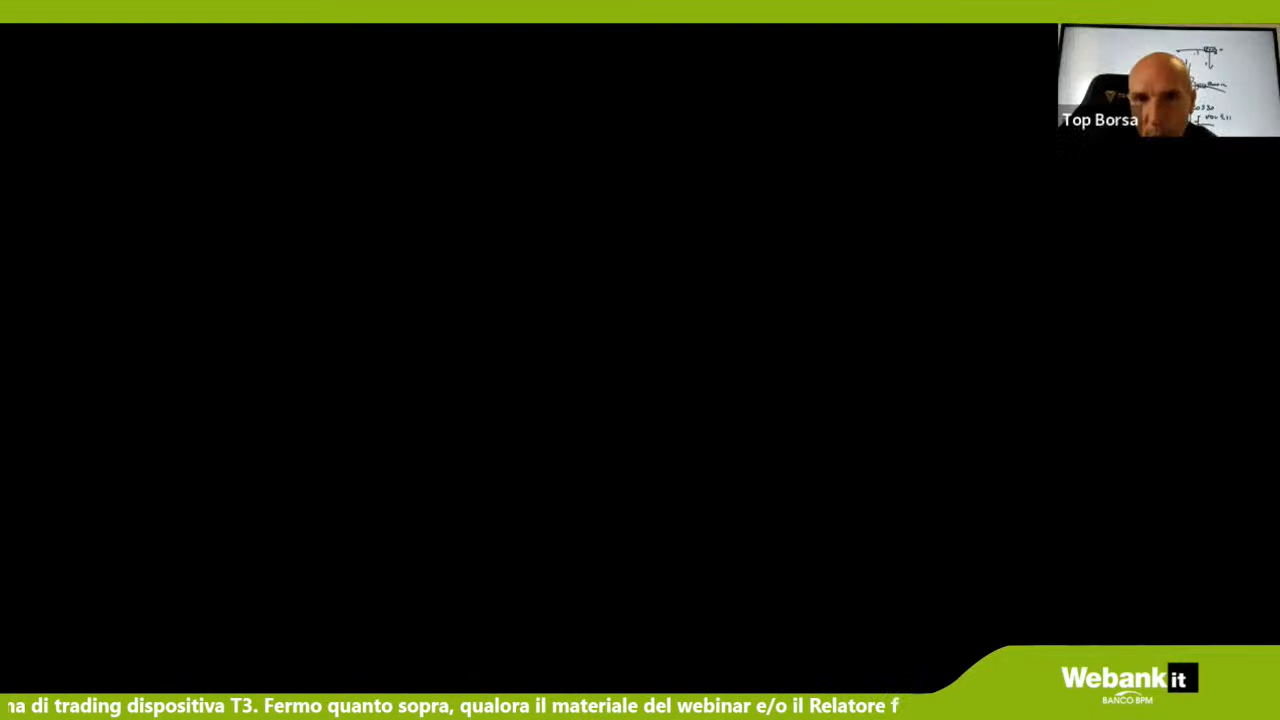 Top Borsa
Webank it
BANCO BPM
na di trading dispositiva T3. Fermo quanto sopra, qualora il materiale del webinar e/o il Relatore f